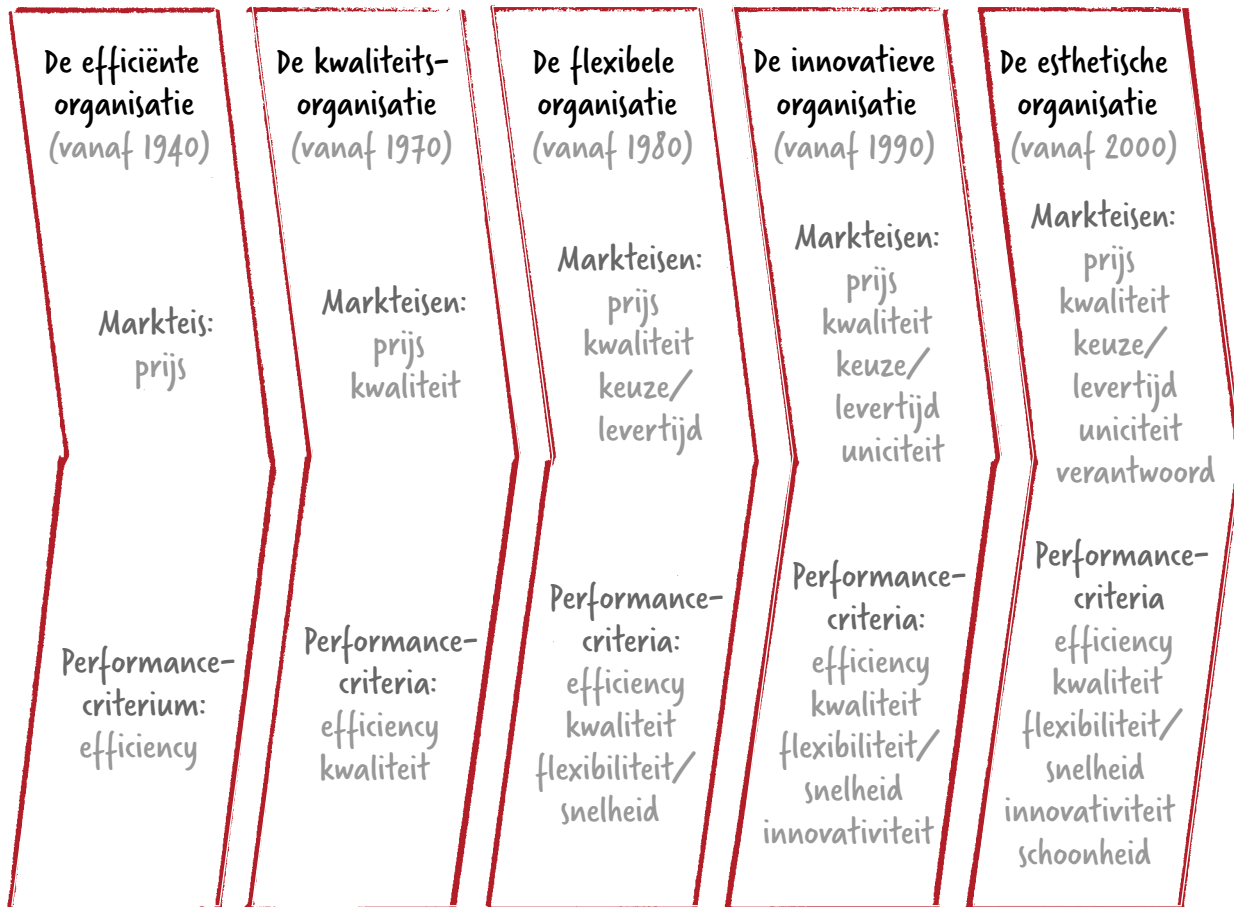 De efficiënte
organisatie
(vanaf 1940)
Markteis:
prijs
Performance-
criterium:
efficiency
De kwaliteits-
organisatie
(vanaf 1970)
Markteisen:
prijs
kwaliteit
Performance-
criteria:
efficiency
kwaliteit
De flexibele
organisatie
(vanaf 1980)
Markteisen:
prijs
kwaliteit
keuze/
levertijd
Performance-
criteria:
efficiency
kwaliteit
flexibiliteit/
snelheid
De innovatieve
organisatie
(vanaf 1990)
Markteisen:
prijs
kwaliteit
keuze/
levertijd
uniciteit
Performance-
criteria:
efficiency
kwaliteit
flexibiliteit/
snelheid
innovativiteit
De esthetische
organisatie
(vanaf 2000)
Markteisen:
prijs
kwaliteit
keuze/
levertijd
uniciteit
verantwoord
Performance-
criteria
efficiency
kwaliteit
flexibiliteit/
snelheid
innovativiteit
schoonheid